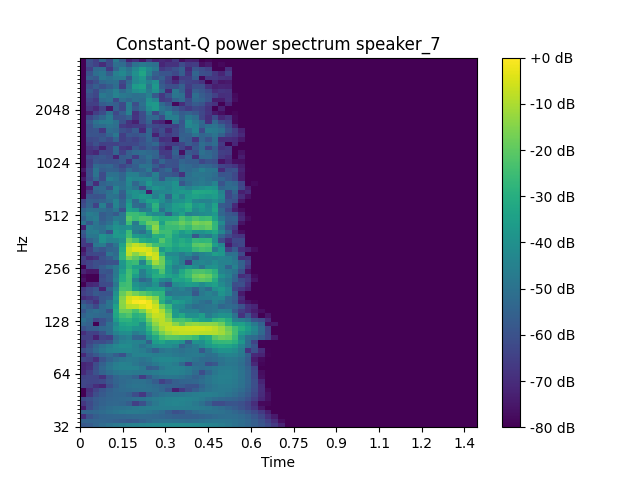 Constant-Q power spectrum speaker_7
Hz
2048
1024
512
256
128
64
32
0 0.15 0.3 0.45 0.6 0.75 0.9 1.1 1.2 1.4
Time
+0 dB
-10 dB
-20 dB
-30 dB
-40 dB
-50 dB
-60 dB
-70 dB
-80 dB